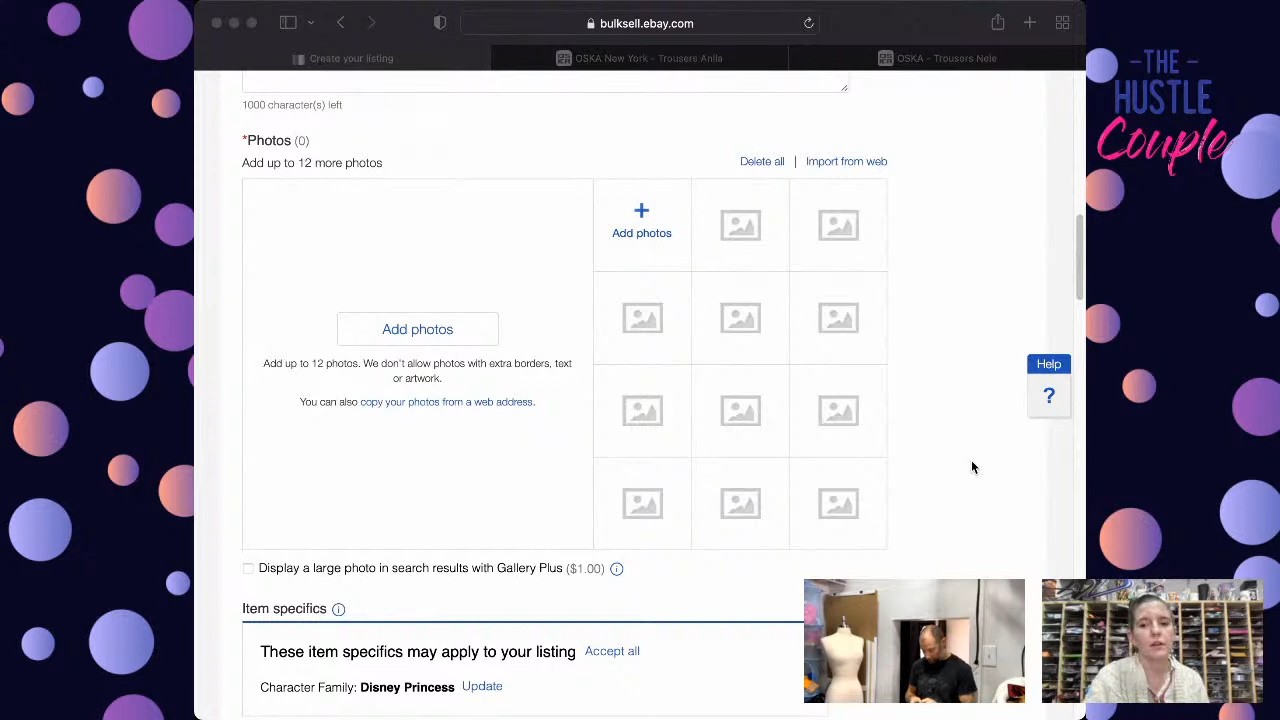 bulksell.ebay.com
Create your listing
OSKA New York - Trousers Anila
OSKA - Trousers Nele
-THE-
HUSTLE
Couple
1000 character(s) left
*Photos (0)
Add up to 12 more photos
Delete all | Import from web
+
Add photos
Add photos
Add up to 12 photos. We don't allow photos with extra borders, text
or artwork.
You can also copy your photos from a web address.
Help
?
Display a large photo in search results with Gallery Plus ($1.00)
Item specifics
These item specifics may apply to your listing Accept all
Character Family: Disney Princess Update